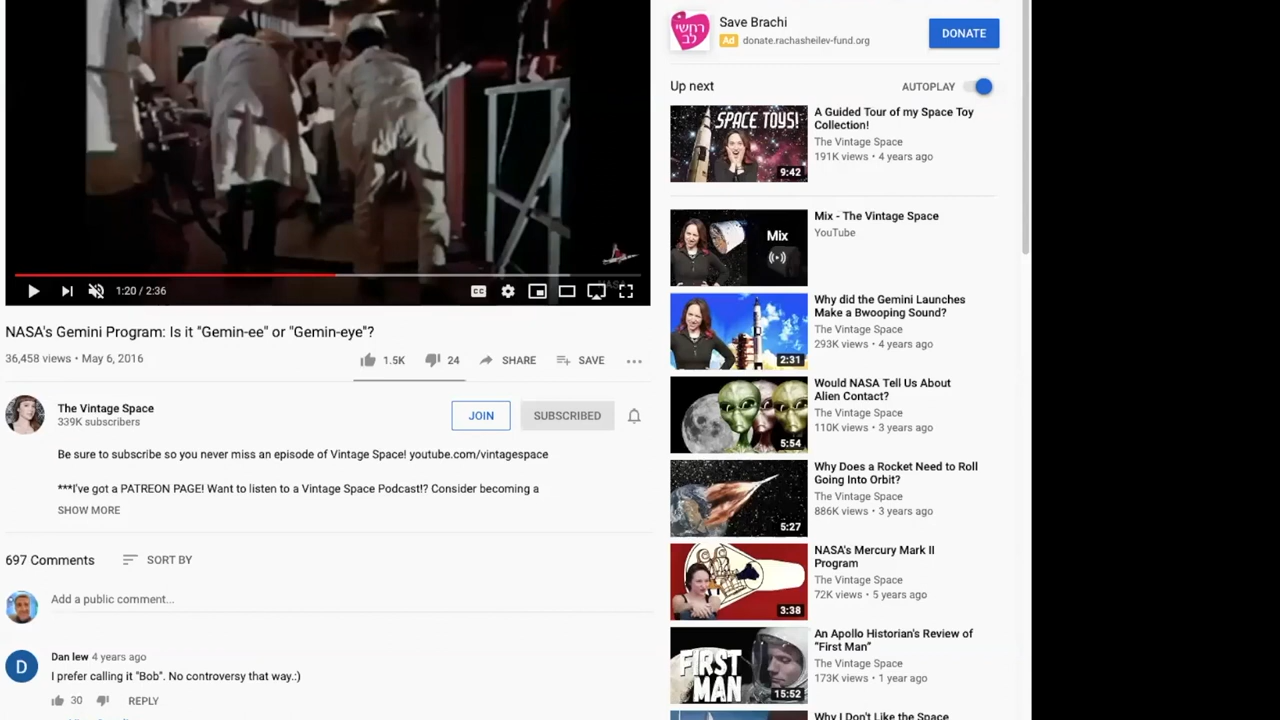 1:20 / 2:36
CC
NASA's Gemini Program: Is it "Gemin-ee" or "Gemin-eye"?
36,458 views • May 6, 2016
1.5K
24
SHARE
SAVE
The Vintage Space
339K subscribers
JOIN
SUBSCRIBED
Be sure to subscribe so you never miss an episode of Vintage Space! youtube.com/vintagespace
***I've got a PATREON PAGE! Want to listen to a Vintage Space Podcast!? Consider becoming a
SHOW MORE
697 Comments
SORT BY
Add a public comment...
D
Dan lew 4 years ago
I prefer calling it "Bob". No controversy that way.:)
30
REPLY
רחשי
לב
Save Brachi
Ad donate.rachasheilev-fund.org
DONATE
Up next
AUTOPLAY
SPACE TOYS!
9:42
A Guided Tour of my Space Toy
Collection!
The Vintage Space
191K views • 4 years ago
Mix
Mix - The Vintage Space
YouTube
2:31
Why did the Gemini Launches
Make a Bwooping Sound?
The Vintage Space
293K views • 4 years ago
5:54
Would NASA Tell Us About
Alien Contact?
The Vintage Space
110K views • 3 years ago
5:27
Why Does a Rocket Need to Roll
Going Into Orbit?
The Vintage Space
886K views • 3 years ago
3:38
NASA's Mercury Mark II
Program
The Vintage Space
72K views • 5 years ago
FIRST
MAN
15:52
An Apollo Historian's Review of
"First Man"
The Vintage Space
173K views • 1 year ago
Why I Don't Like the Space